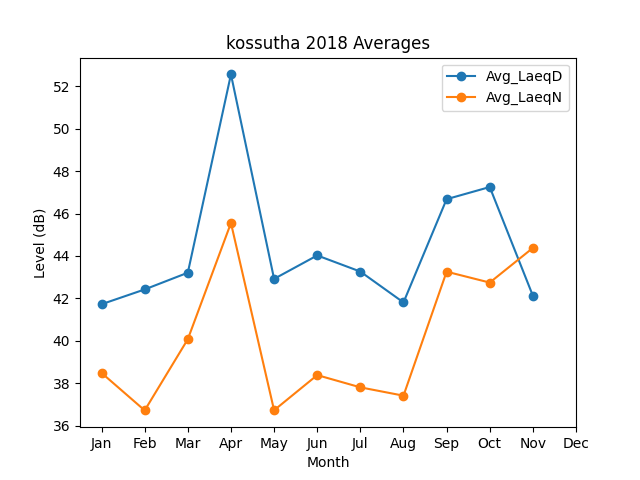 kossutha 2018 Averages
Avg_LaeqD
Avg_LaeqN
Level (dB)
52
50
48
46
44
42
40
38
36
Jan Feb Mar Apr May Jun Jul Aug Sep Oct Nov Dec
Month